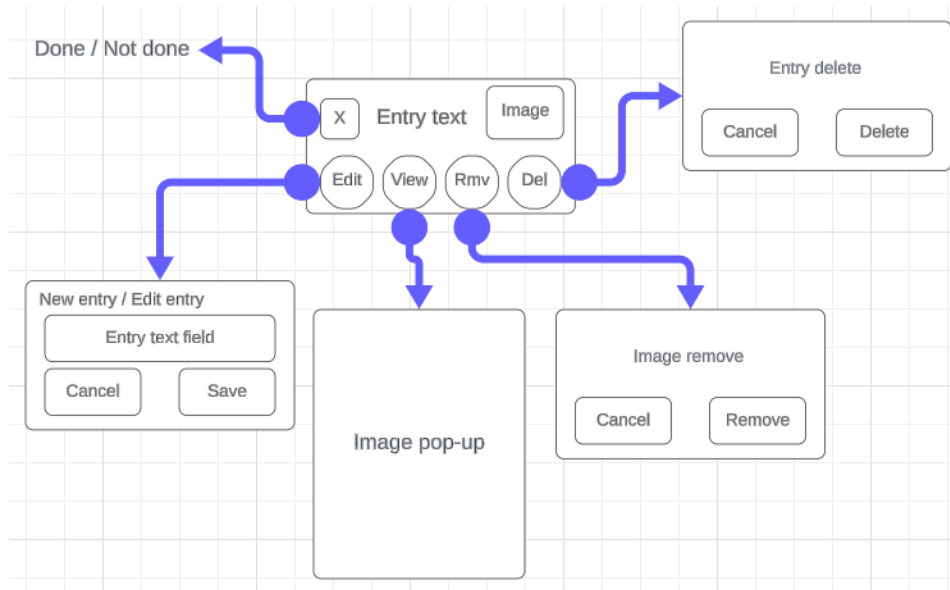 Done / Not done
X
Entry text
Image
Edit
View
Rmv
Del
Entry delete
Cancel
Delete
New entry / Edit entry
Entry text field
Cancel
Save
Image pop-up
Image remove
Cancel
Remove